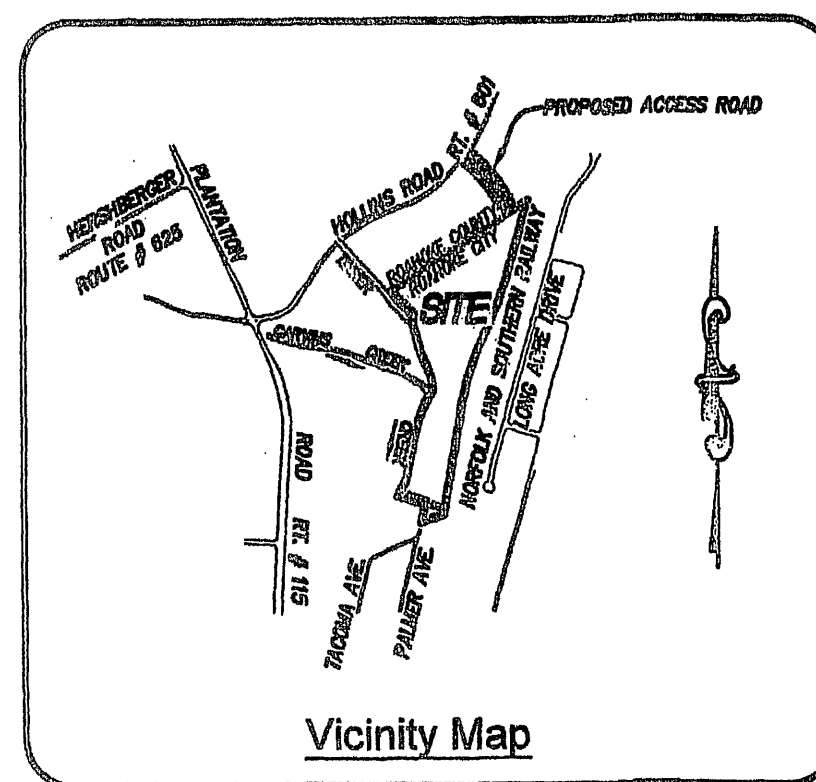 RT. # 601
PROPOSED ACCESS ROAD
HERSHBERGER
ROAD
ROUTE # 625
PLANTATION
HOLLINS ROAD
ROANOKE COUNTY
ROANOKE CITY
SITE
CARVINS
CREEK
NORFOLK AND SOUTHERN RAILWAY
LONG ACRE DRIVE
ROAD RT. # 115
TACOMA AVE.
PALMER AVE.
Vicinity Map